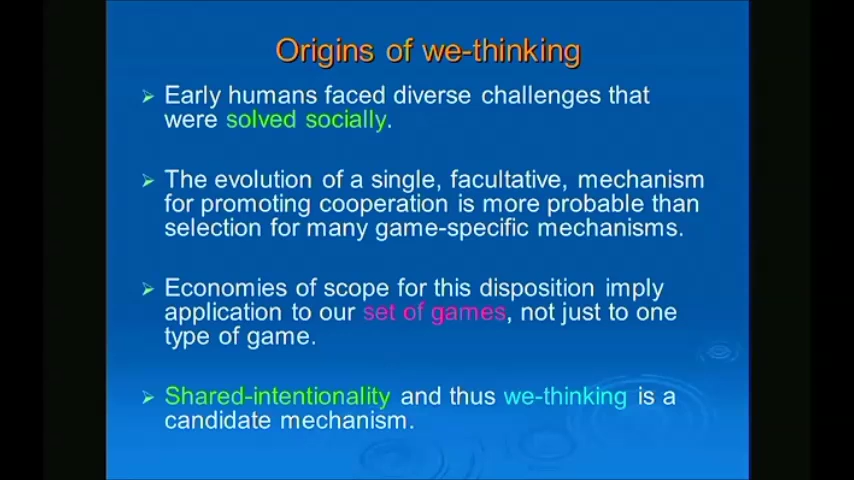 Origins of we-thinking
Early humans faced diverse challenges that
were solved socially.
The evolution of a single, facultative, mechanism
for promoting cooperation is more probable than
selection for many game-specific mechanisms.
Economies of scope for this disposition imply
application to our set of games, not just to one
type of game.
Shared-intentionality and thus we-thinking is a
candidate mechanism.